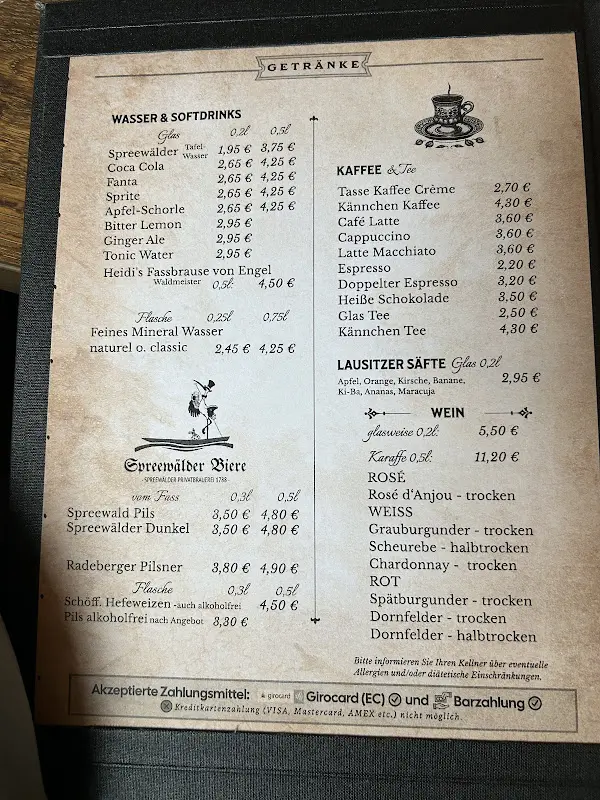 GETRÄNKE
WASSER & SOFTDRINKS
Glas 0,2l 0,5l
Spreewälder Tafel-Wasser 1,95 € 3,75 €
Coca Cola 2,65 € 4,25 €
Fanta 2,65 € 4,25 €
Sprite 2,65 € 4,25 €
Apfel-Schorle 2,65 € 4,25 €
Bitter Lemon 2,95 €
Ginger Ale 2,95 €
Tonic Water 2,95 €
Heidi's Fassbrause von Engel
Waldmeister 0,5l: 4,50 €
Flasche 0,25l 0,75l
Feines Mineral Wasser
naturel o. classic 2,45 € 4,25 €
Spreewälder Biere
SPREEWÄLDER PRIVATBRAUEREI 1788
vom Fass 0,3l 0,5l
Spreewald Pils 3,50 € 4,80 €
Spreewälder Dunkel 3,50 € 4,80 €
Radeberger Pilsner 3,80 € 4,90 €
Flasche 0,3l 0,5l
Schöff. Hefeweizen - auch alkoholfrei 4,50 €
Pils alkoholfrei nach Angebot 3,30 €
KAFFEE & Tee
Tasse Kaffee Crème 2,70 €
Kännchen Kaffee 4,30 €
Café Latte 3,60 €
Cappuccino 3,60 €
Latte Macchiato 3,60 €
Espresso 2,20 €
Doppelter Espresso 3,20 €
Heiße Schokolade 3,50 €
Glas Tee 2,50 €
Kännchen Tee 4,30 €
LAUSITZER SÄFTE Glas 0,2l
Apfel, Orange, Kirsche, Banane, 2,95 €
Ki-Ba, Ananas, Maracuja
WEIN
glasweise 0,2l: 5,50 €
Karaffe 0,5l: 11,20 €
ROSÉ
Rosé d'Anjou - trocken
WEISS
Grauburgunder - trocken
Scheurebe - halbtrocken
Chardonnay - trocken
ROT
Spätburgunder - trocken
Dornfelder - trocken
Dornfelder - halbtrocken
Bitte informieren Sie Ihren Kellner über eventuelle
Allergien und/oder diätetische Einschränkungen.
Akzeptierte Zahlungsmittel: girocard Girocard (EC) und Barzahlung
Kreditkartenzahlung (VISA, Mastercard, AMEX etc.) nicht möglich.